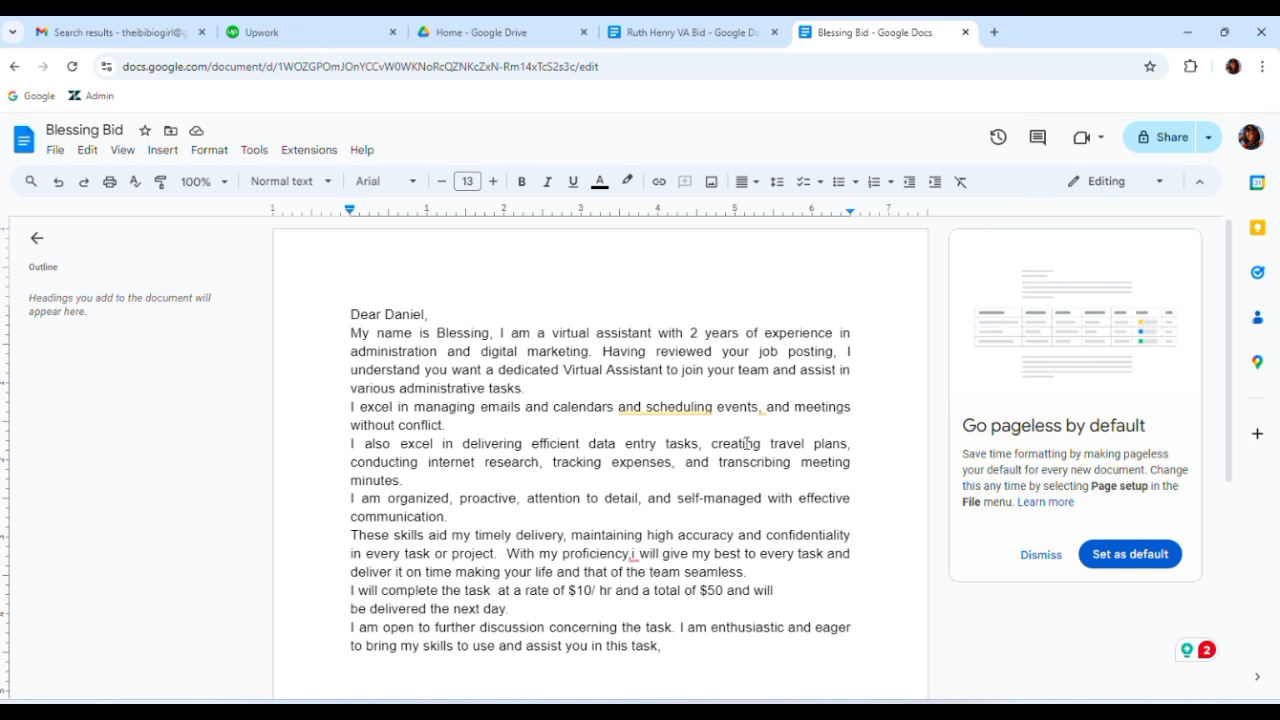 Search results - theibibiogirl@g
Upwork
Home - Google Drive
Ruth Henry VA Bid - Google Do
Blessing Bid - Google Docs
docs.google.com/document/d/1WOZGPOmJOnYCCvW0WKNoRcQZNKcZxN-Rm14xTcS2s3c/edit
Google
Admin
Blessing Bid
File Edit View Insert Format Tools Extensions Help
Share
100% Normal text Arial 13 Editing
1 1 2 3 4 5 6 7
Outline
Headings you add to the document will
appear here.
Dear Daniel,
My name is Blessing, I am a virtual assistant with 2 years of experience in
administration and digital marketing. Having reviewed your job posting, I
understand you want a dedicated Virtual Assistant to join your team and assist in
various administrative tasks.
I excel in managing emails and calendars and scheduling events, and meetings
without conflict.
I also excel in delivering efficient data entry tasks, creating travel plans,
conducting internet research, tracking expenses, and transcribing meeting
minutes.
I am organized, proactive, attention to detail, and self-managed with effective
communication.
These skills aid my timely delivery, maintaining high accuracy and confidentiality
in every task or project.  With my proficiency,i will give my best to every task and
deliver it on time making your life and that of the team seamless.
I will complete the task  at a rate of $10/ hr and a total of $50 and will
be delivered the next day.
I am open to further discussion concerning the task. I am enthusiastic and eager
to bring my skills to use and assist you in this task,
Go pageless by default
Save time formatting by making pageless
your default for every new document. Change
this any time by selecting Page setup in the
File menu. Learn more
Dismiss
Set as default
2